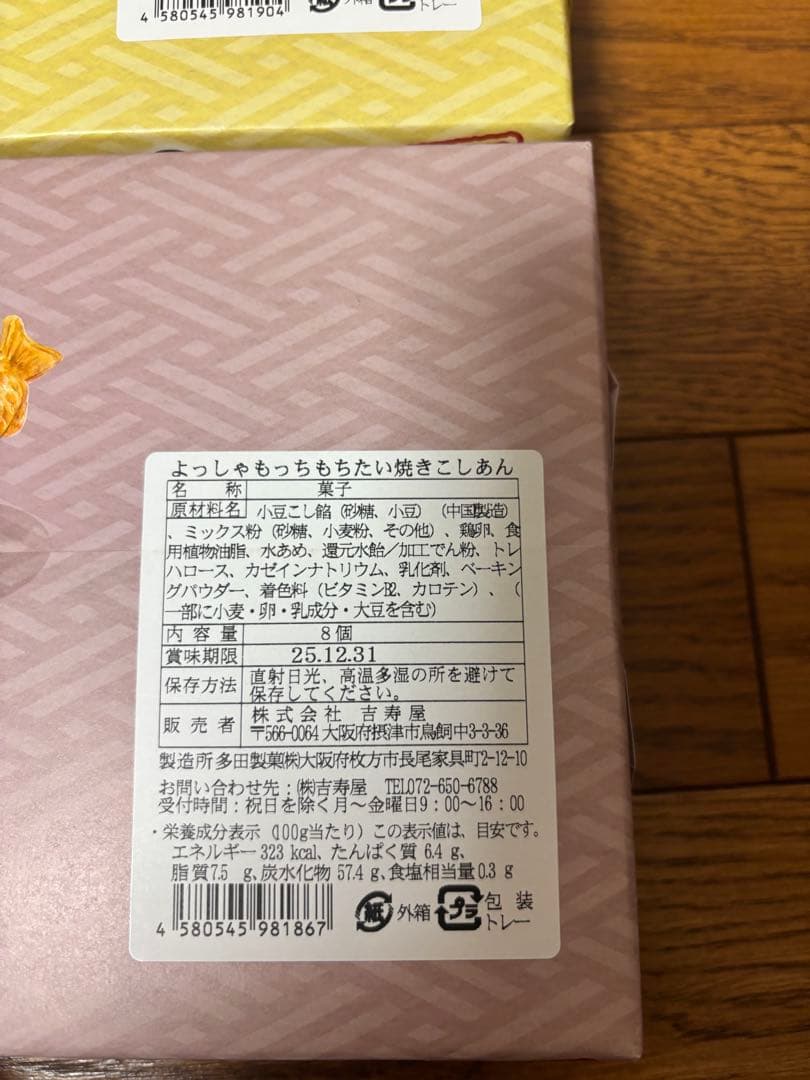 4 580545 981904
外箱
トレー
よっしゃもっちもちたい焼きこしあん
名 称 菓子
原材料名 小豆こし餡（砂糖、小豆）（中国製造）
、ミックス粉（砂糖、小麦粉、その他）、鶏卵、食
用植物油脂、水あめ、還元水飴／加工でん粉、トレ
ハロース、カゼインナトリウム、乳化剤、ベーキン
グパウダー、着色料（ビタミンB2、カロテン）、（
一部に小麦・卵・乳成分・大豆を含む）
内容量 8個
賞味期限 25.12.31
保存方法 直射日光、高温多湿の所を避けて
保存してください。
販売者 株式会社 吉寿屋
〒566-0064 大阪府摂津市鳥飼中3-3-36
製造所多田製菓㈱大阪府枚方市長尾家具町2-12-10
お問い合わせ先：㈱吉寿屋 TEL072-650-6788
受付時間：祝日を除く月～金曜日9：00～16：00
・栄養成分表示（100g当たり）この表示値は、目安です。
エネルギー323 kcal、たんぱく質 6.4 g、
脂質7.5 g、炭水化物 57.4 g、食塩相当量0.3 g
4 580545 981867
紙 外箱 プラ 包装
トレー